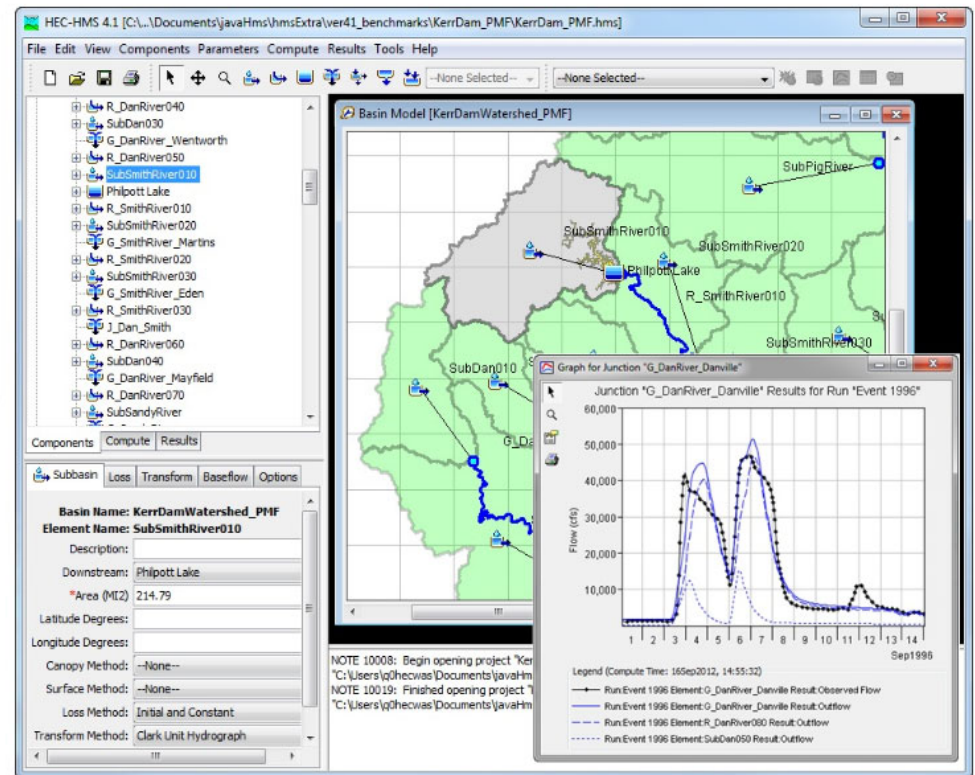 HEC-HMS 4.1 [C:\...\Documents\javaHms\hmsExtra\ver41_benchmarks\KerrDam_PMF\KerrDam_PMF.hms]
File Edit View Components Parameters Compute Results Tools Help
--None Selected--
--None Selected--
R_DanRiver040
SubDan030
G_DanRiver_Wentworth
R_DanRiver050
SubSmithRiver010
Philpott Lake
R_SmithRiver010
SubSmithRiver020
G_SmithRiver_Martins
R_SmithRiver020
SubSmithRiver030
G_SmithRiver_Eden
R_SmithRiver030
J_Dan_Smith
R_DanRiver060
SubDan040
G_DanRiver_Mayfield
R_DanRiver070
SubSandyRiver
Components Compute Results
Subbasin Loss Transform Baseflow Options
Basin Name: KerrDamWatershed_PMF
Element Name: SubSmithRiver010
Description:
Downstream: Philpott Lake
*Area (MI2) 214.79
Latitude Degrees:
Longitude Degrees:
Canopy Method: --None--
Surface Method: --None--
Loss Method: Initial and Constant
Transform Method: Clark Unit Hydrograph
Basin Model [KerrDamWatershed_PMF]
SubPigRiver
SubSmithRiver010
SubSmithRiver020
Philpott Lake
R_SmithRiver010
SubSmithRiver030
SubDan010
G_Da
NOTE 10008: Begin opening project "Ker
"C:\Users\q0hecwas\Documents\javaHm
NOTE 10019: Finished opening project "
"C:\Users\q0hecwas\Documents\javaHm
Graph for Junction "G_DanRiver_Danville"
Junction "G_DanRiver_Danville" Results for Run "Event 1996"
60,000
50,000
40,000
30,000
20,000
10,000
Flow (cfs)
1 2 3 4 5 6 7 8 9 10 11 12 13 14
Sep1996
Legend (Compute Time: 16Sep2012, 14:55:32)
Run:Event 1996 Element:G_DanRiver_Danville Result:Observed Flow
Run:Event 1996 Element:G_DanRiver_Danville Result:Outflow
Run:Event 1996 Element:R_DanRiver080 Result:Outflow
Run:Event 1996 Element:SubDan050 Result:Outflow